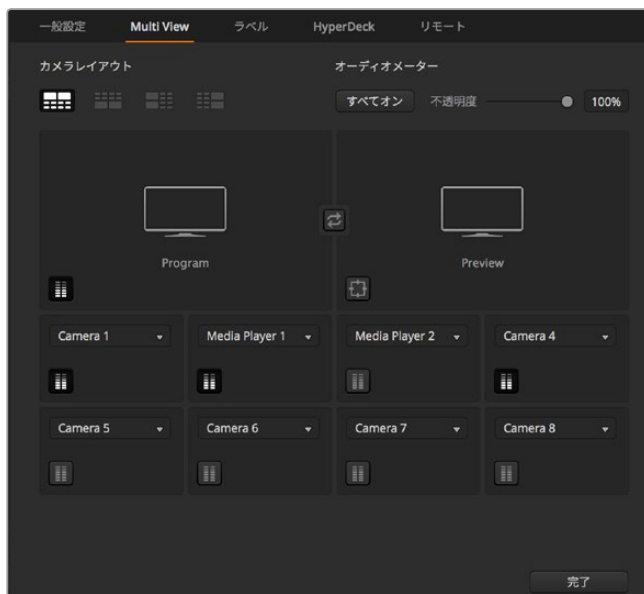 一般設定 Multi View ラベル HyperDeck リモート
カメラレイアウト オーディオメーター
すべてオン 不透明度 100%
Program Preview
Camera 1 Media Player 1 Media Player 2 Camera 4
Camera 5 Camera 6 Camera 7 Camera 8
完了